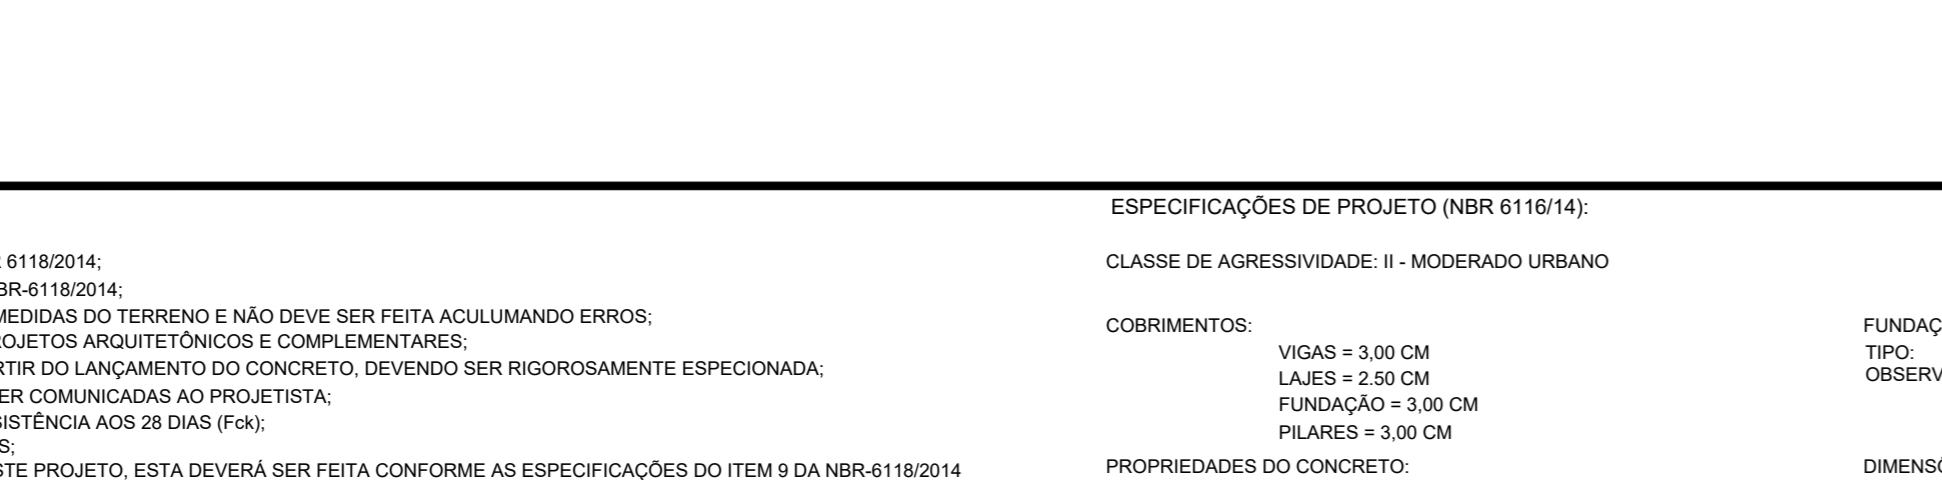 6118/2014;
BR-6118/2014;
MEDIDAS DO TERRENO E NÃO DEVE SER FEITA ACULUMANDO ERROS;
ROJETOS ARQUITETÔNICOS E COMPLEMENTARES;
RTIR DO LANÇAMENTO DO CONCRETO, DEVENDO SER RIGOROSAMENTE ESPECIONADA;
ER COMUNICADAS AO PROJETISTA;
SISTÊNCIA AOS 28 DIAS (Fck);
S;
STE PROJETO, ESTA DEVERÁ SER FEITA CONFORME AS ESPECIFICAÇÕES DO ITEM 9 DA NBR-6118/2014
ESPECIFICAÇÕES DE PROJETO (NBR 6116/14):
CLASSE DE AGRESSIVIDADE: II - MODERADO URBANO
COBRIMENTOS:
VIGAS = 3,00 CM
LAJES = 2.50 CM
FUNDAÇÃO = 3,00 CM
PILARES = 3,00 CM
PROPRIEDADES DO CONCRETO:
FUNDAÇ
TIPO:
OBSERV
DIMENSÕ